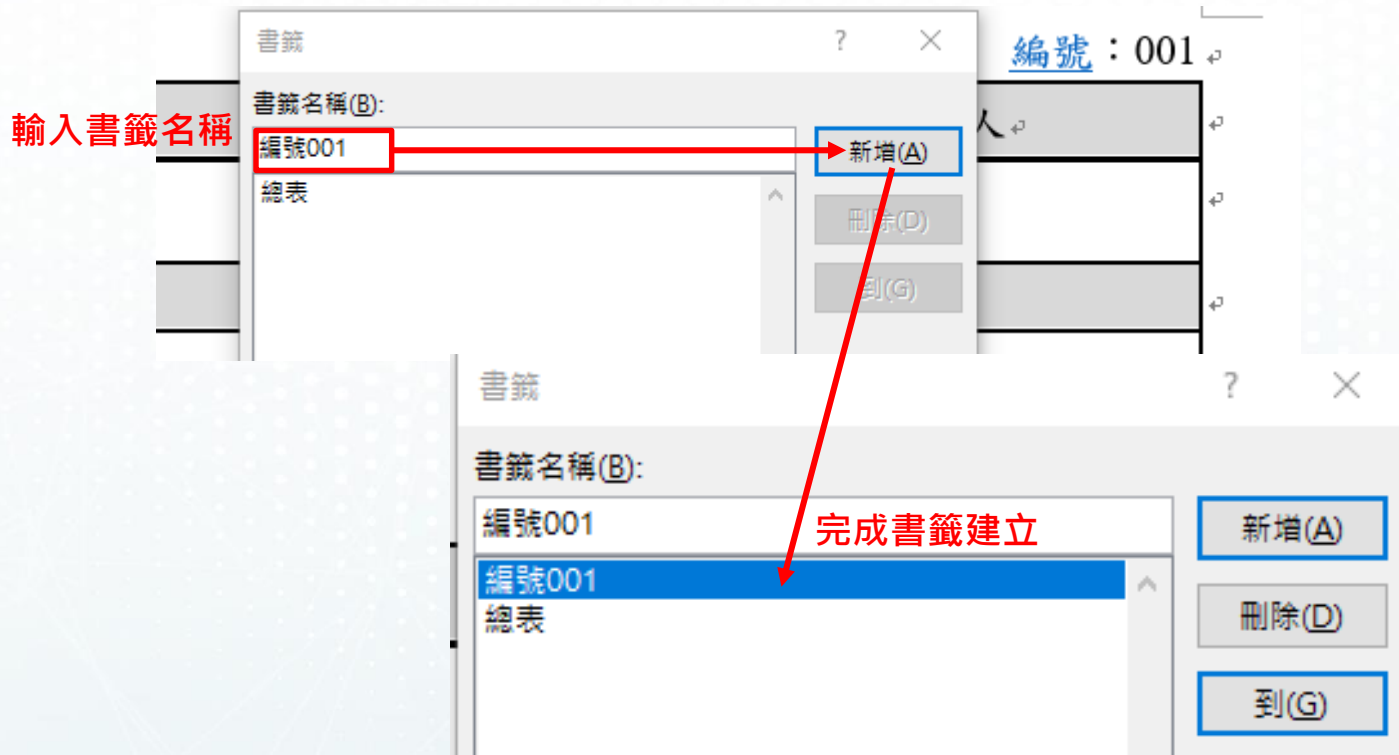 書籤 ? ×
編號：001
書籤名稱(B):
人
輸入書籤名稱
編號001
新增(A)
總表
刪除(D)
到(G)
書籤 ? ×
書籤名稱(B):
編號001
完成書籤建立
新增(A)
編號001
總表
刪除(D)
到(G)